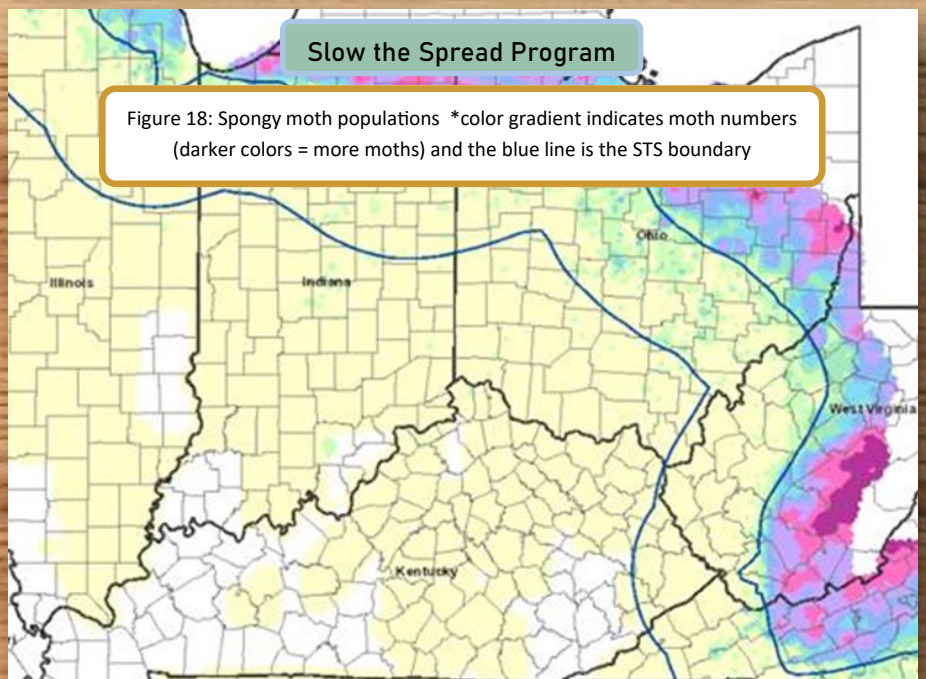 Slow the Spread Program
Figure 18: Spongy moth populations *color gradient indicates moth numbers
(darker colors = more moths) and the blue line is the STS boundary
Ohio
Illinois
Indiana
West Virginia
Kentucky